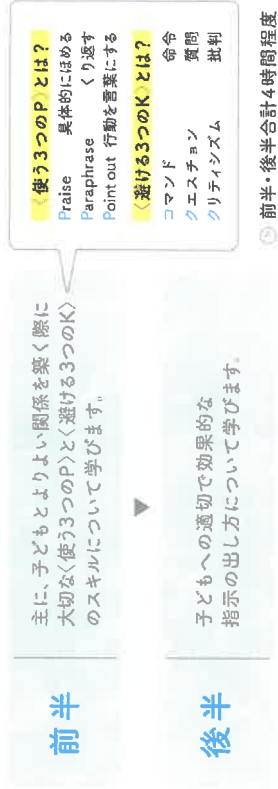 前半
主に、子どもとよりよい関係を築く際に
大切な〈使う3つのP〉と〈避ける3つのK〉
のスキルについて学びます。
〈使う3つのP〉とは?
Praise 具体的にほめる
Paraphrase くり返す
Point out 行動を言葉にする
〈避ける3つのK〉とは?
コマンド 命令
クエスチョン 質問
クリティシズム 批判
▼
後半
子どもへの適切で効果的な
指示の出し方について学びます。
前半・後半合計4時間程度